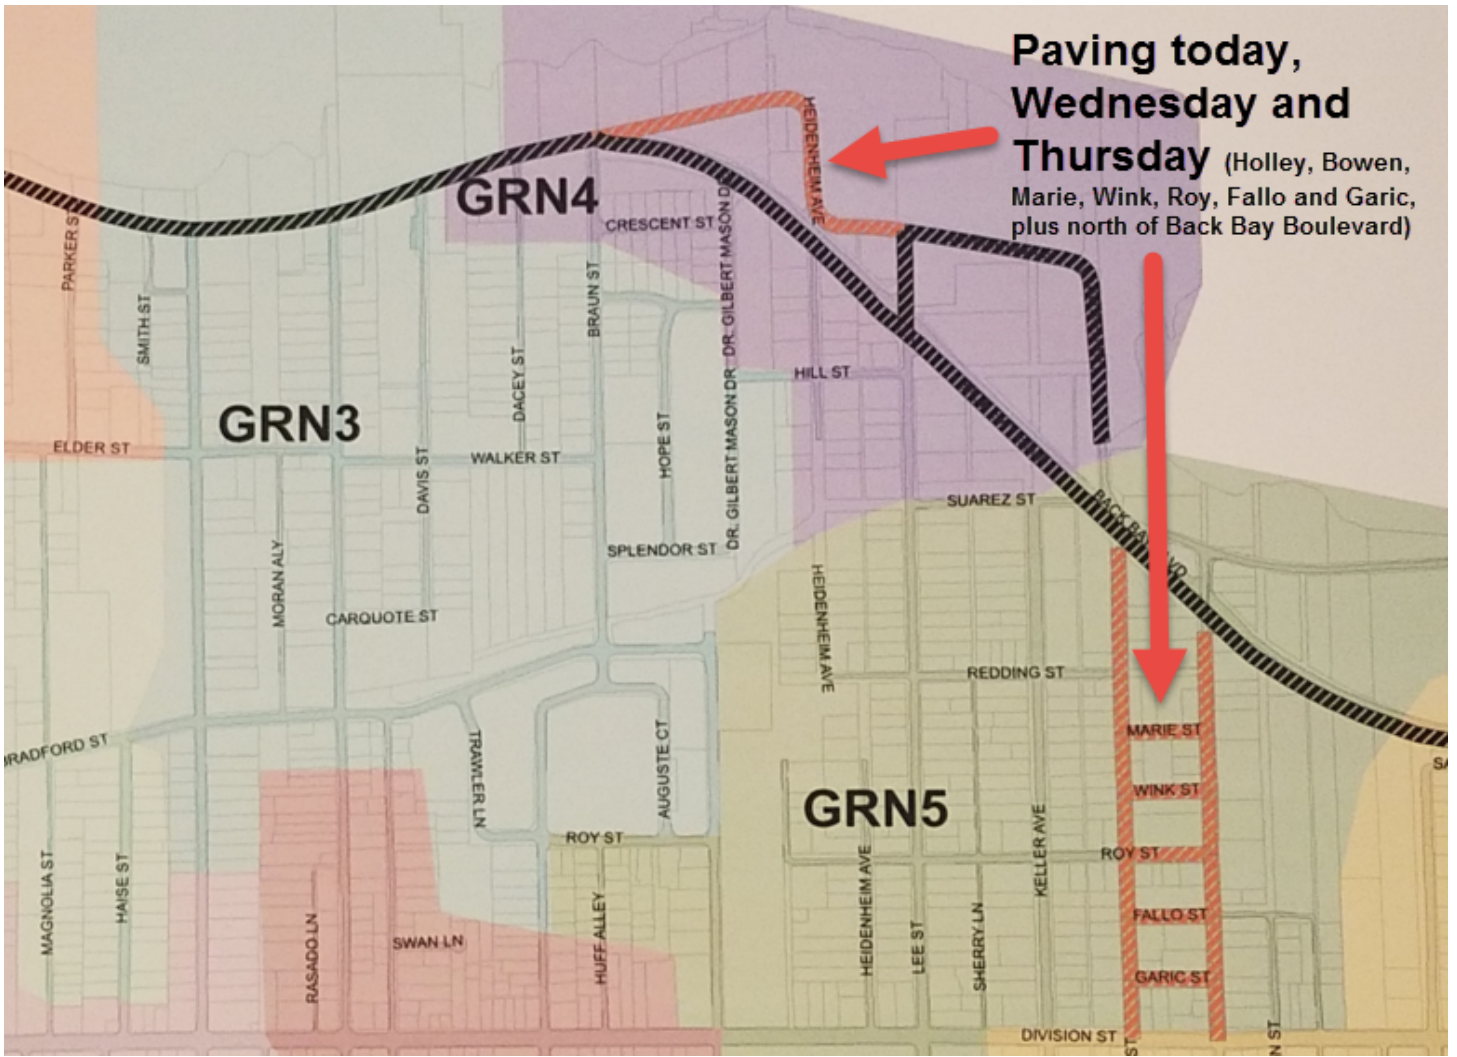 Paving today,
Wednesday and
Thursday (Holley, Bowen,
Marie, Wink, Roy, Fallo and Garic,
plus north of Back Bay Boulevard)
HEIDENHEIM AVE
GRN4
CRESCENT ST
DR. GILBERT MASON DR
PARKER S
SMITH ST
BRAUN ST
DACEY ST
HILL ST
DR. GILBERT MASON DR
GRN3
ELDER ST
DAVIS ST
WALKER ST
HOPE ST
SUAREZ ST
BACK BAY
VD
MORAN ALY
SPLENDOR ST
CARQUOTE ST
HEIDENHEIM AVE
REDDING ST
BRADFORD ST
TRAWLER LN
AUGUSTE CT
MARIE ST
SA
WINK ST
GRN5
KELLER AVE
ROY ST
ROY ST
MAGNOLIA ST
HAISE ST
HUFF ALLEY
HEIDENHEIM AVE
LEE ST
SHERRY LN
FALLO ST
RASADO LN
SWAN LN
GARIC ST
DIVISION ST
ST
N ST